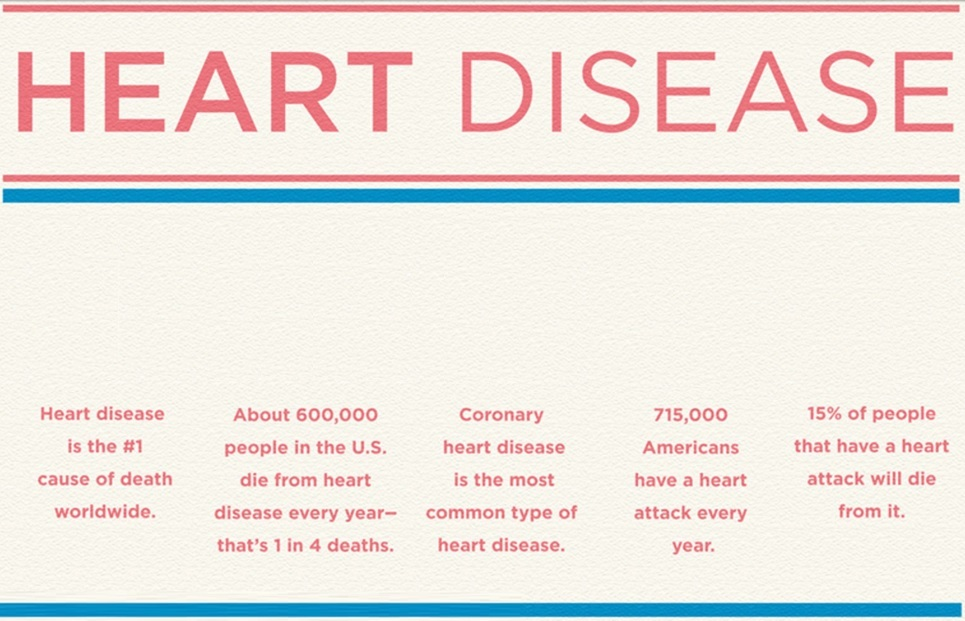 HEART DISEASE
Heart disease
is the #1
cause of death
worldwide.
About 600,000
people in the U.S.
die from heart
disease every year–
that's 1 in 4 deaths.
Coronary
heart disease
is the most
common type of
heart disease.
715,000
Americans
have a heart
attack every
year.
15% of people
that have a heart
attack will die
from it.